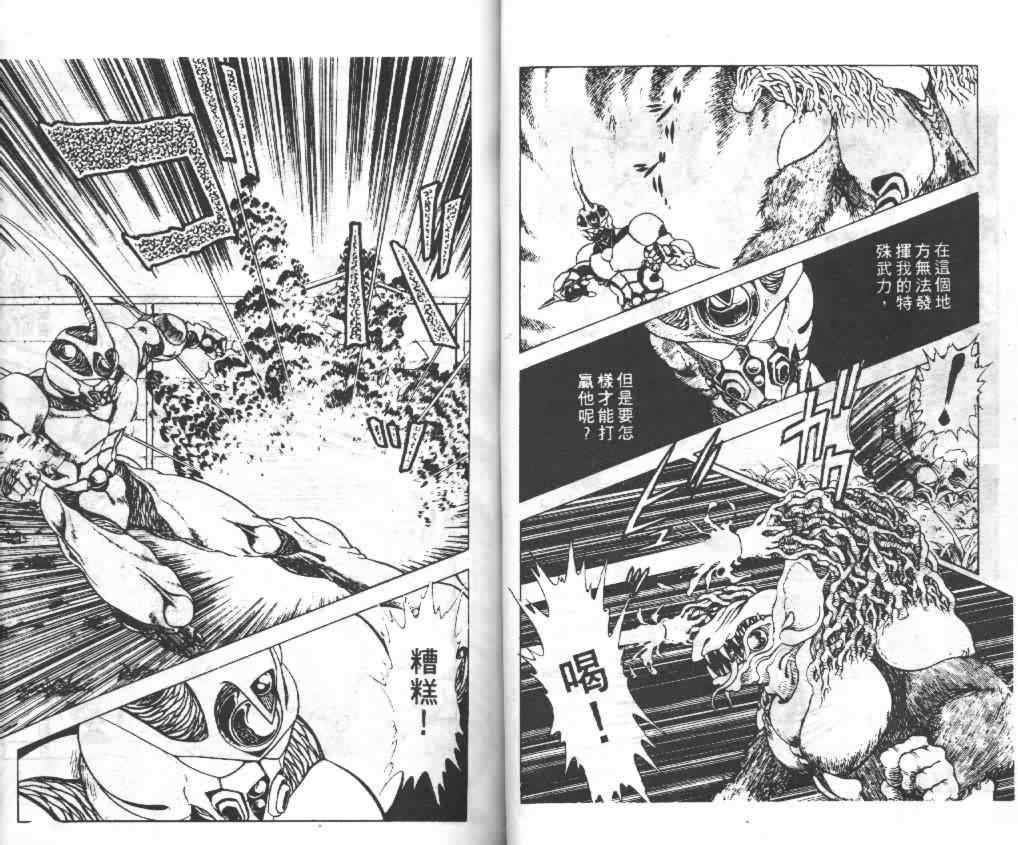 在這個地
方無法發
揮我的特
殊武力，
但是要怎
樣才能打
贏他呢？
！
喝！
糟糕！